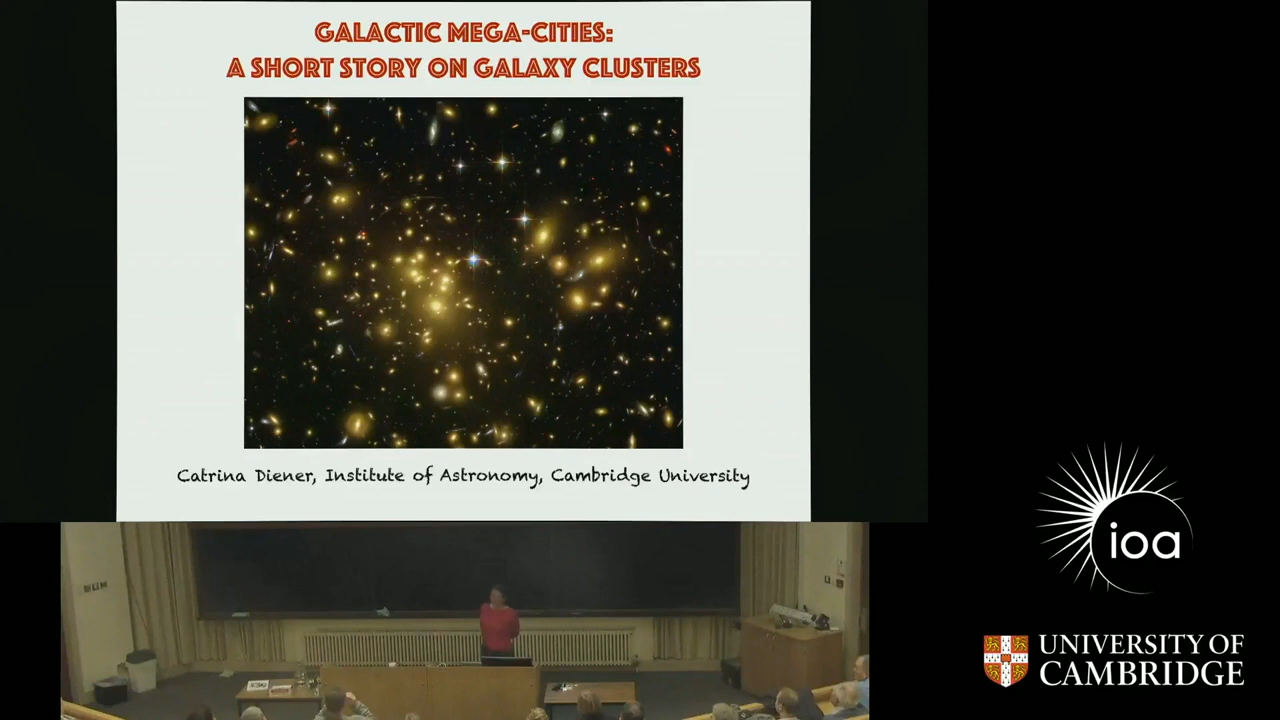 GALACTIC MEGA-CITIES:
A SHORT STORY ON GALAXY CLUSTERS
Catrina Diener, Institute of Astronomy, Cambridge University
ioa
UNIVERSITY OF
CAMBRIDGE